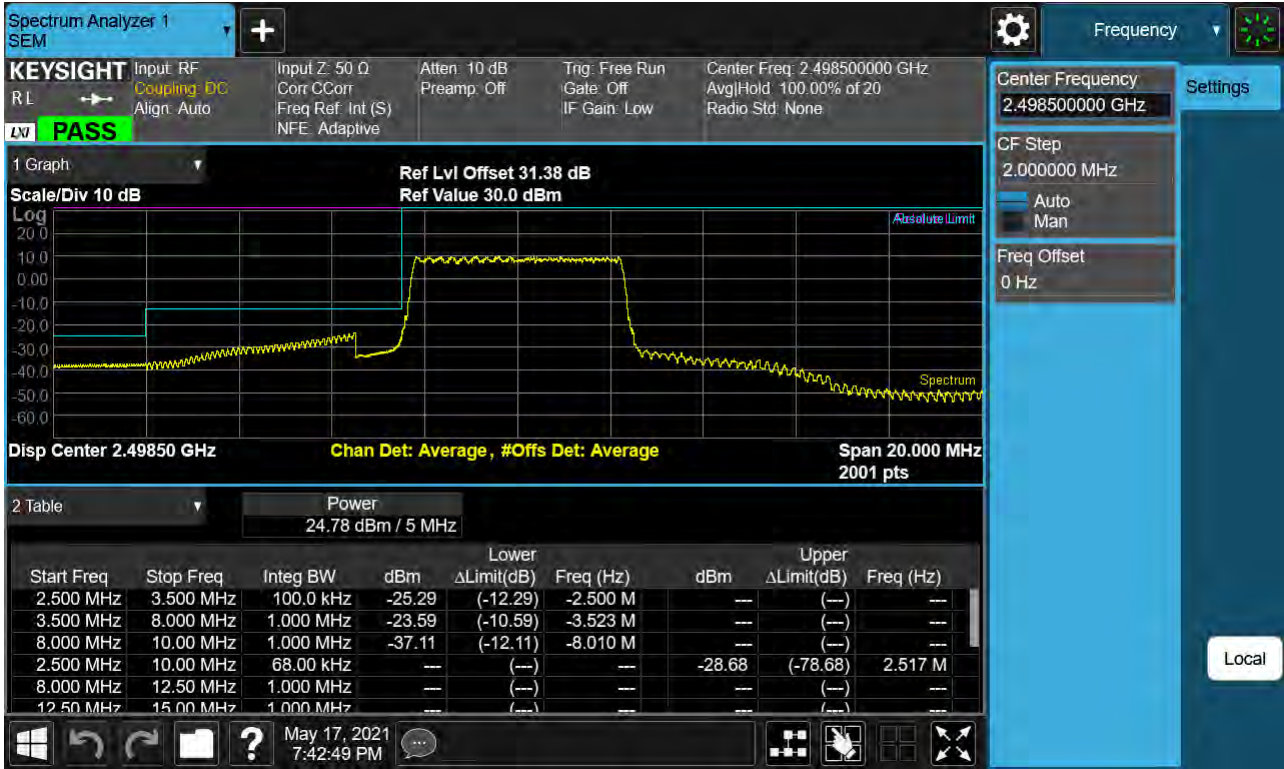 Spectrum Analyzer 1
SEM
Frequency
KEYSIGHT
R L
LXI
PASS
Input: RF
Coupling: DC
Align: Auto
Input Z: 50 Ω
Corr CCorr
Freq Ref: Int (S)
NFE: Adaptive
Atten: 10 dB
Preamp: Off
Trig: Free Run
Gate: Off
IF Gain: Low
Center Freq: 2.498500000 GHz
Avg|Hold: 100.00% of 20
Radio Std: None
Center Frequency
2.498500000 GHz
Settings
CF Step
2.000000 MHz
Auto
Man
Freq Offset
0 Hz
1 Graph
Scale/Div 10 dB
Ref Lvl Offset 31.38 dB
Ref Value 30.0 dBm
Log
Absolute Limit
20.0
10.0
0.00
-10.0
-20.0
-30.0
-40.0
-50.0
-60.0
Spectrum
Disp Center 2.49850 GHz
Chan Det: Average, #Offs Det: Average
Span 20.000 MHz
2001 pts
2 Table
Power
24.78 dBm / 5 MHz
Lower Upper
Start Freq Stop Freq Integ BW dBm ΔLimit(dB) Freq (Hz) dBm ΔLimit(dB) Freq (Hz)
2.500 MHz 3.500 MHz 100.0 kHz -25.29 (-12.29) -2.500 M --- (---) ---
3.500 MHz 8.000 MHz 1.000 MHz -23.59 (-10.59) -3.523 M --- (---) ---
8.000 MHz 10.00 MHz 1.000 MHz -37.11 (-12.11) -8.010 M --- (---) ---
2.500 MHz 10.00 MHz 68.00 kHz --- (---) --- -28.68 (-78.68) 2.517 M
8.000 MHz 12.50 MHz 1.000 MHz --- (---) --- --- (---) ---
12.50 MHz 15.00 MHz 1.000 MHz --- (---) --- --- (---) ---
Local
?
May 17, 2021
7:42:49 PM